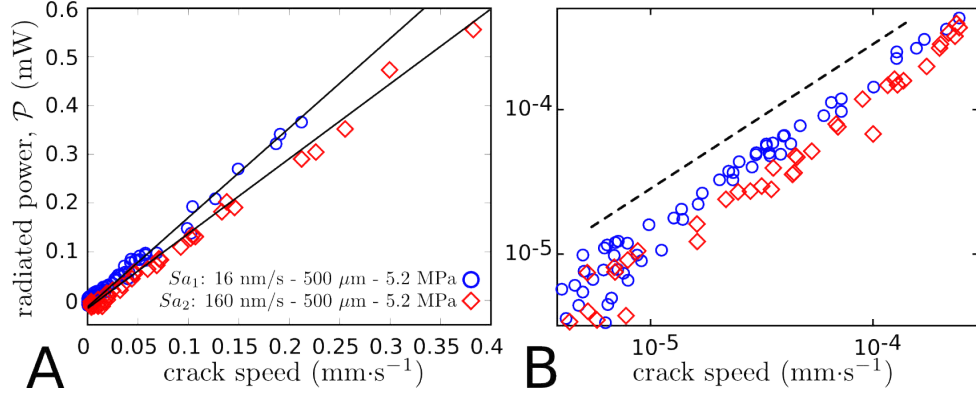 0.6
0.5
0.4
0.3
0.2
0.1
0
radiated power, 𝒫 (mW)
Sa₁: 16 nm/s - 500 μm - 5.2 MPa
Sa₂: 160 nm/s - 500 μm - 5.2 MPa
0 0.05 0.1 0.15 0.2 0.25 0.3 0.35 0.4
crack speed (mm·s⁻¹)
A
10⁻⁴
10⁻⁵
10⁻⁵ 10⁻⁴
crack speed (mm·s⁻¹)
B